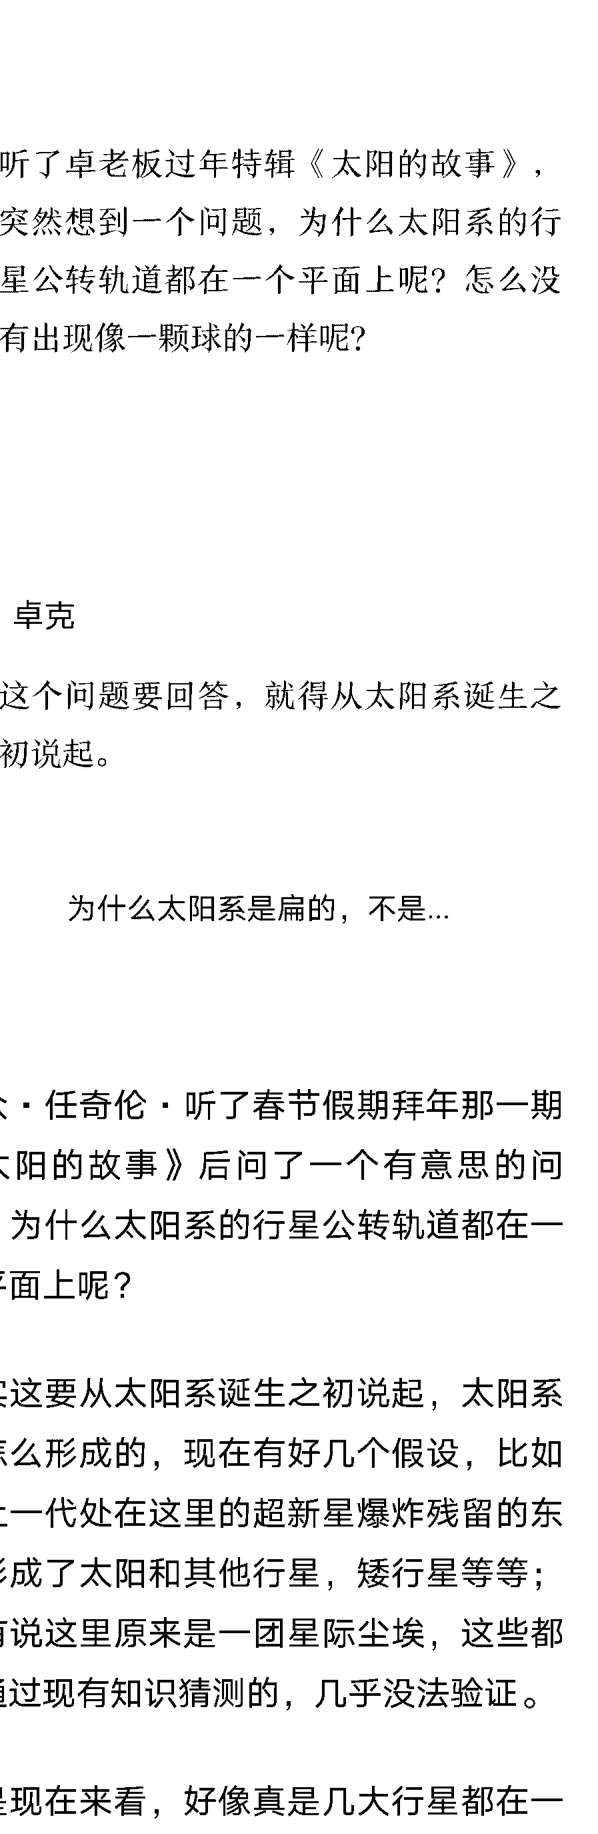 听了卓老板过年特辑《太阳的故事》，
突然想到一个问题，为什么太阳系的行
星公转轨道都在一个平面上呢？怎么没
有出现像一颗球的一样呢？
卓克
这个问题要回答，就得从太阳系诞生之
初说起。
为什么太阳系是扁的，不是...
·任奇伦·听了春节假期拜年那一期
阳的故事》后问了一个有意思的问
为什么太阳系的行星公转轨道都在一
面上呢？
这要从太阳系诞生之初说起，太阳系
么形成的，现在有好几个假设，比如
一代处在这里的超新星爆炸残留的东
成了太阳和其他行星，矮行星等等；
说这里原来是一团星际尘埃，这些都
过现有知识猜测的，几乎没法验证。
现在来看，好像真是几大行星都在一